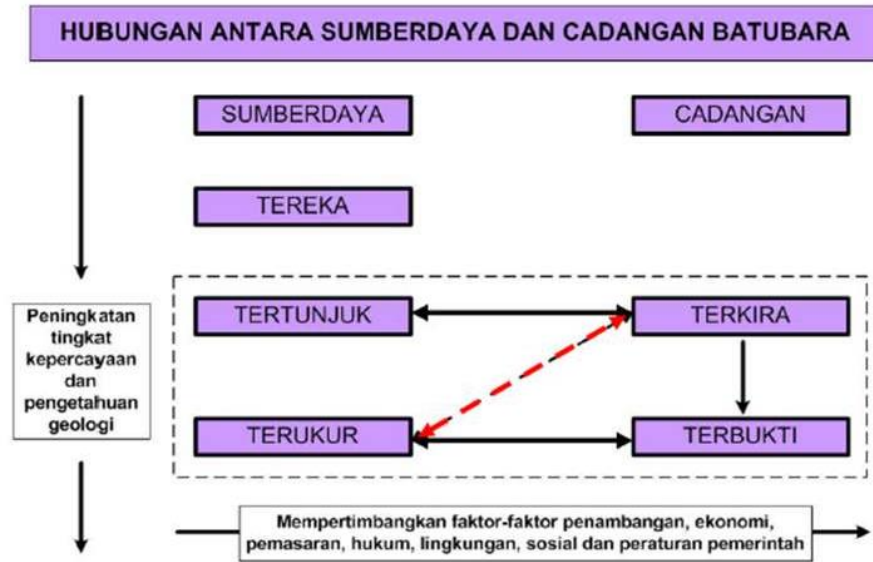 HUBUNGAN ANTARA SUMBERDAYA DAN CADANGAN BATUBARA
SUMBERDAYA
CADANGAN
TEREKA
TERTUNJUK
TERKIRA
Peningkatan
tingkat
kepercayaan
dan
pengetahuan
geologi
TERUKUR
TERBUKTI
Mempertimbangkan faktor-faktor penambangan, ekonomi,
pemasaran, hukum, lingkungan, sosial dan peraturan pemerintah